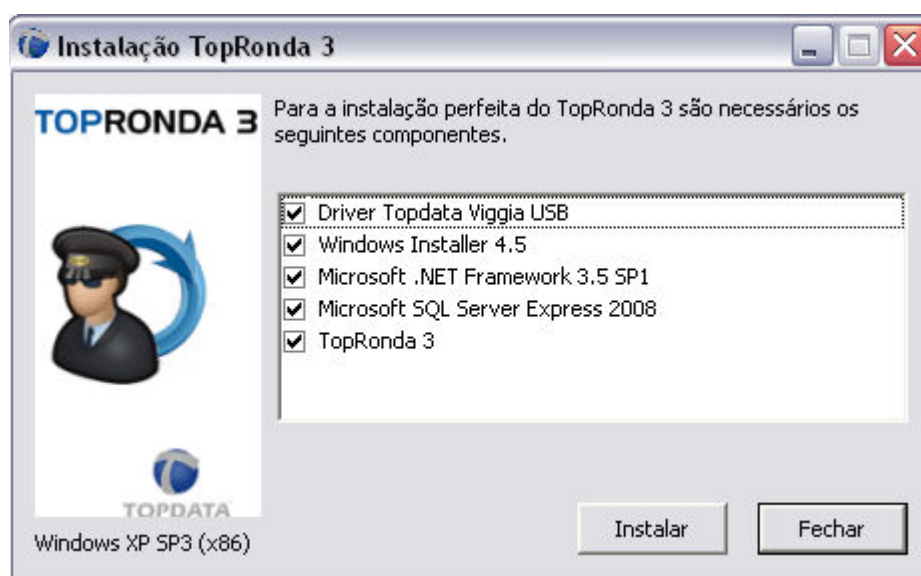 Instalação TopRonda 3
TOPRONDA 3
Para a instalação perfeita do TopRonda 3 são necessários os
seguintes componentes.
Driver Topdata Viggia USB
Windows Installer 4.5
Microsoft .NET Framework 3.5 SP1
Microsoft SQL Server Express 2008
TopRonda 3
TOPDATA
Windows XP SP3 (x86)
Instalar
Fechar